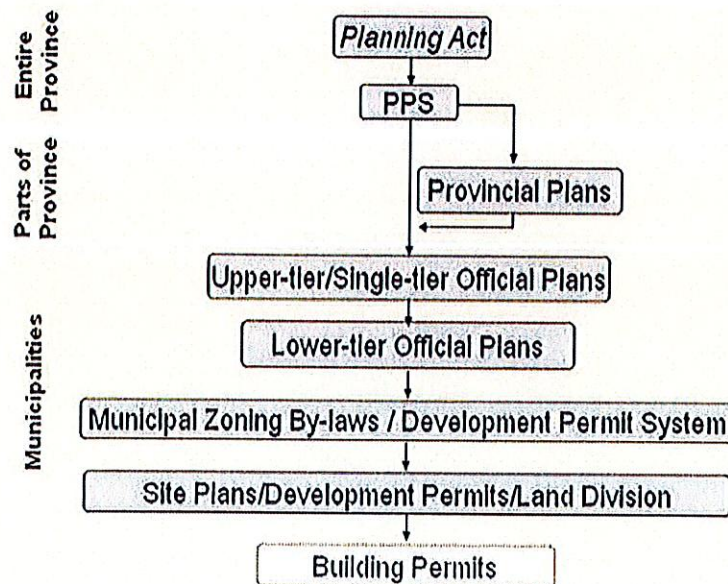 Entire
Province
Planning Act
PPS
Parts of
Province
Provincial Plans
Municipalities
Upper-tier/Single-tier Official Plans
Lower-tier Official Plans
Municipal Zoning By-laws / Development Permit System
Site Plans/Development Permits/Land Division
Building Permits